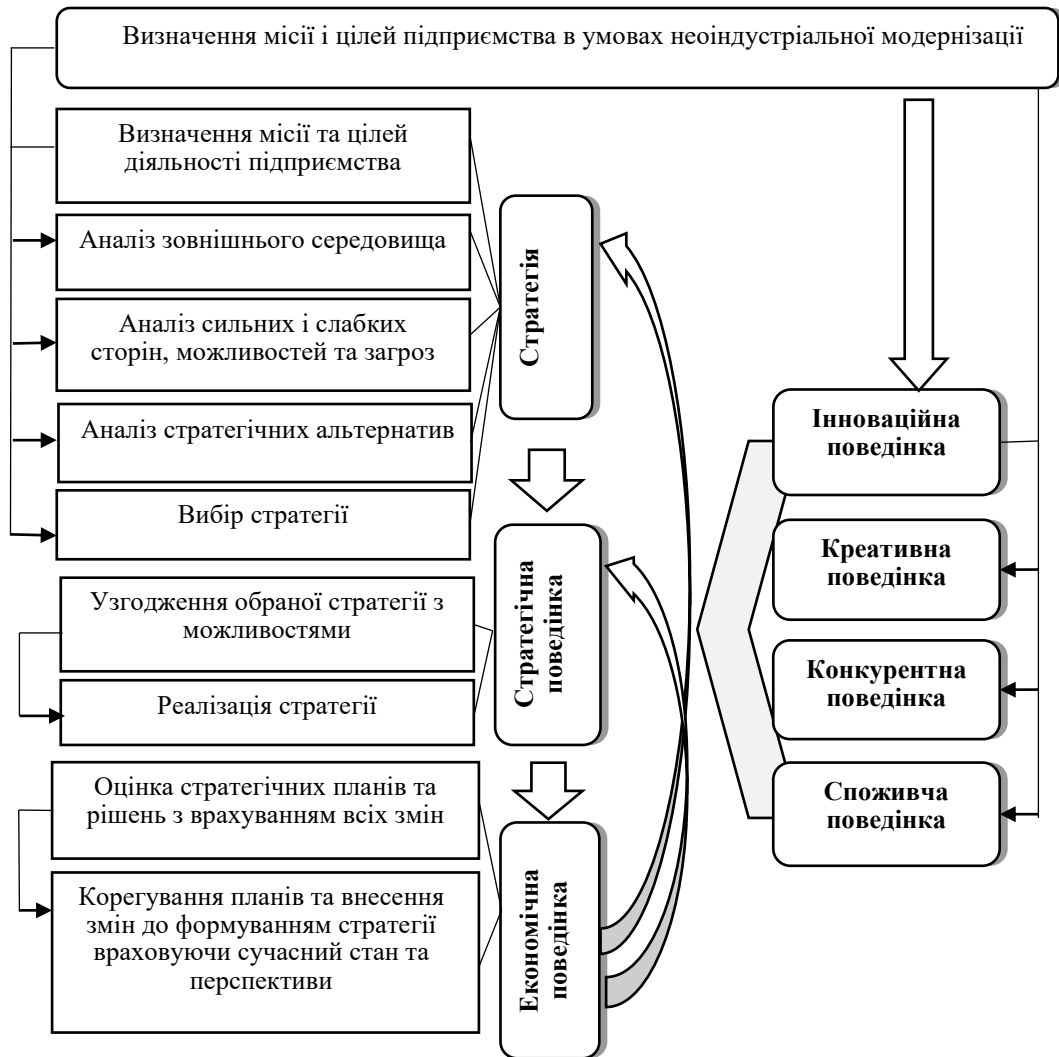 Визначення місії і цілей підприємства в умовах неоіндустріальної модернізації
Визначення місії та цілей
діяльності підприємства
Аналіз зовнішнього середовища
Аналіз сильних і слабких
сторін, можливостей та загроз
Аналіз стратегічних альтернатив
Вибір стратегії
Узгодження обраної стратегії з
можливостями
Реалізація стратегії
Оцінка стратегічних планів та
рішень з врахуванням всіх змін
Корегування планів та внесення
змін до формуванням стратегії
враховуючи сучасний стан та
перспективи
Стратегія
Стратегічна
поведінка
Економічна
поведінка
Інноваційна
поведінка
Креативна
поведінка
Конкурентна
поведінка
Споживча
поведінка